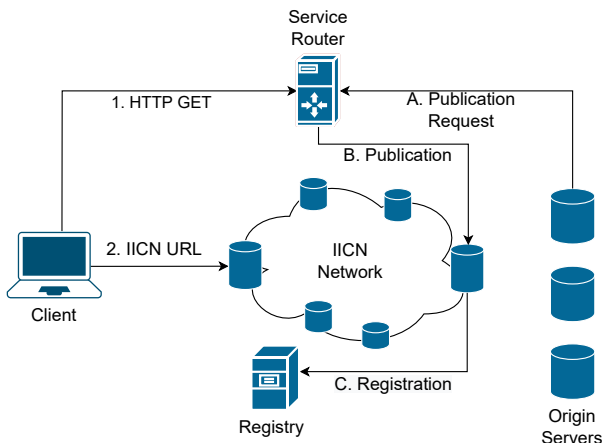 Service
Router
1. HTTP GET
A. Publication
Request
B. Publication
2. IICN URL
IICN
Network
Client
C. Registration
Registry
Origin
Servers